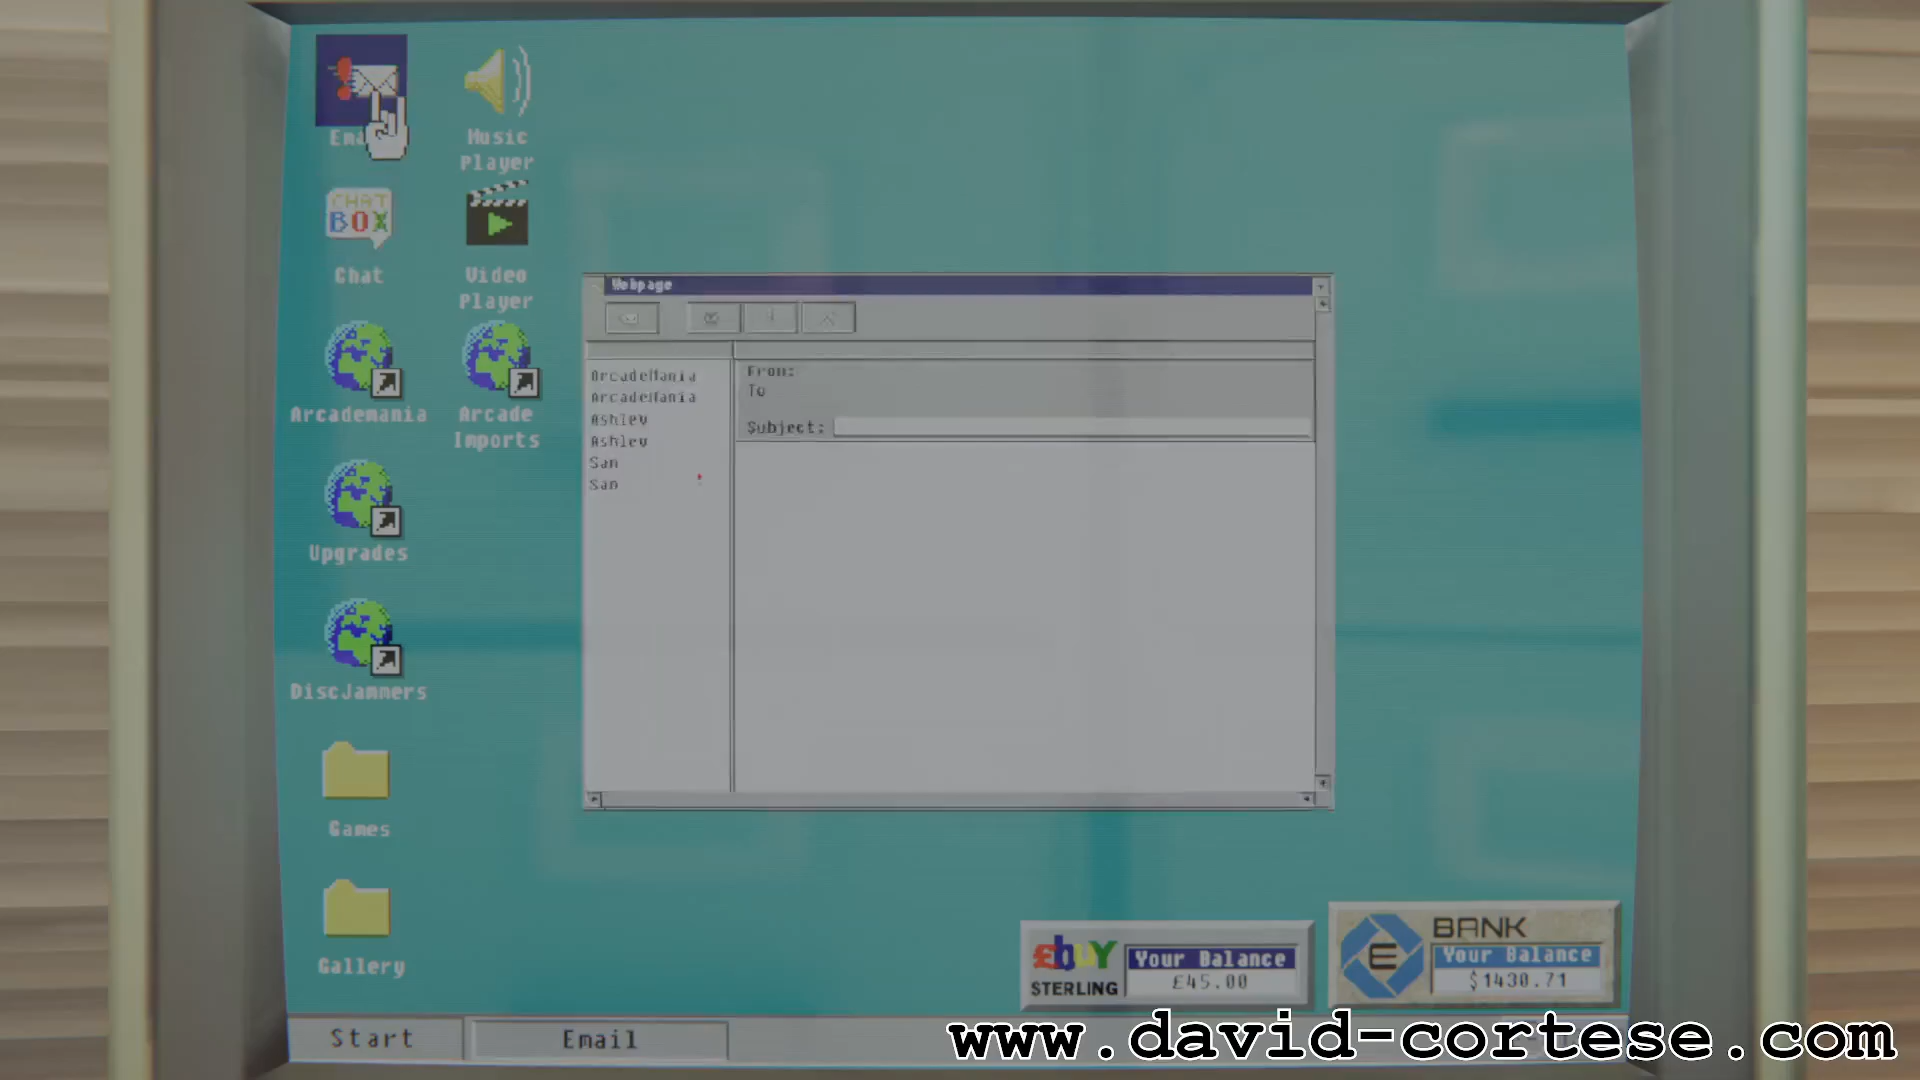 Ema
Music
Player
CHAT
BOX
Chat
Video
Player
Arcademania
Arcade
Imports
Upgrades
DiscJammers
Games
Gallery
Webpage
ArcadeMania
ArcadeMania
Ashley
Ashley
Sam
Sam
From:
To
Subject:
ebuY
STERLING
Your Balance
£45.00
E
BANK
Your Balance
$1430.71
Start
Email
www.david-cortese.com